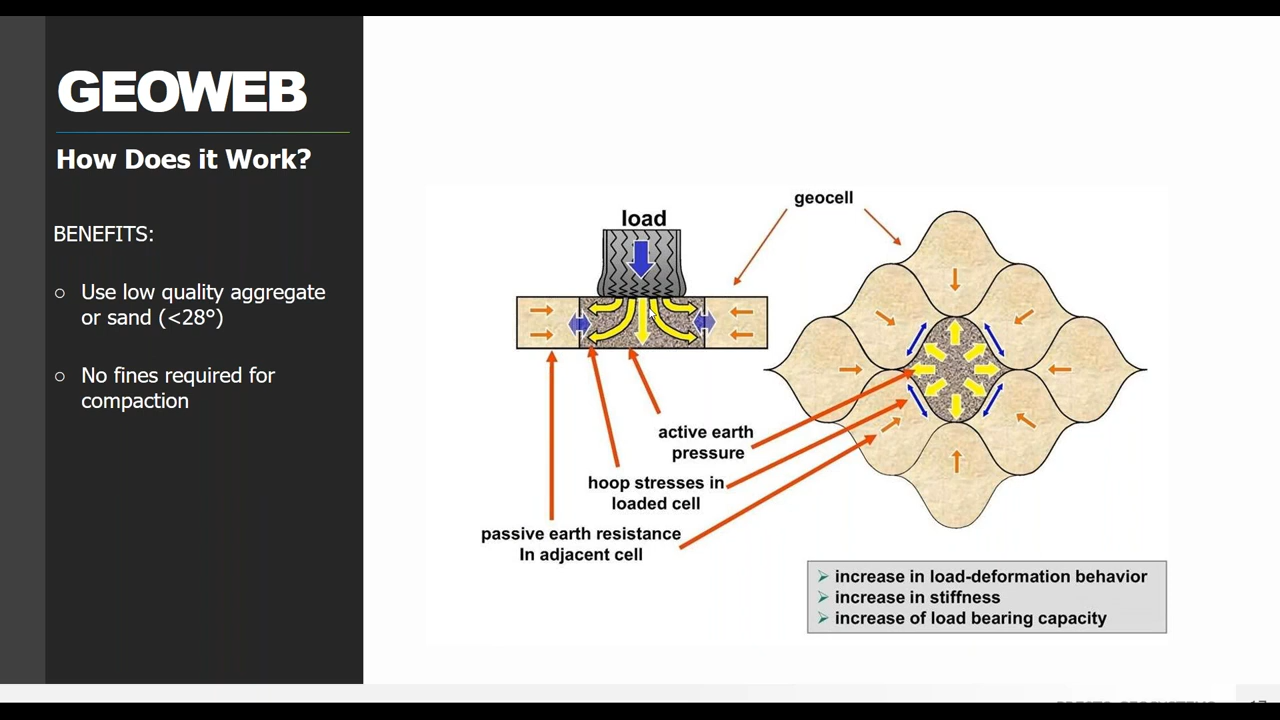 GEOWEB
How Does it Work?
BENEFITS:
○ Use low quality aggregate
or sand (<28°)
○ No fines required for
compaction
geocell
load
active earth
pressure
hoop stresses in
loaded cell
passive earth resistance
In adjacent cell
➢ increase in load-deformation behavior
➢ increase in stiffness
➢ increase of load bearing capacity